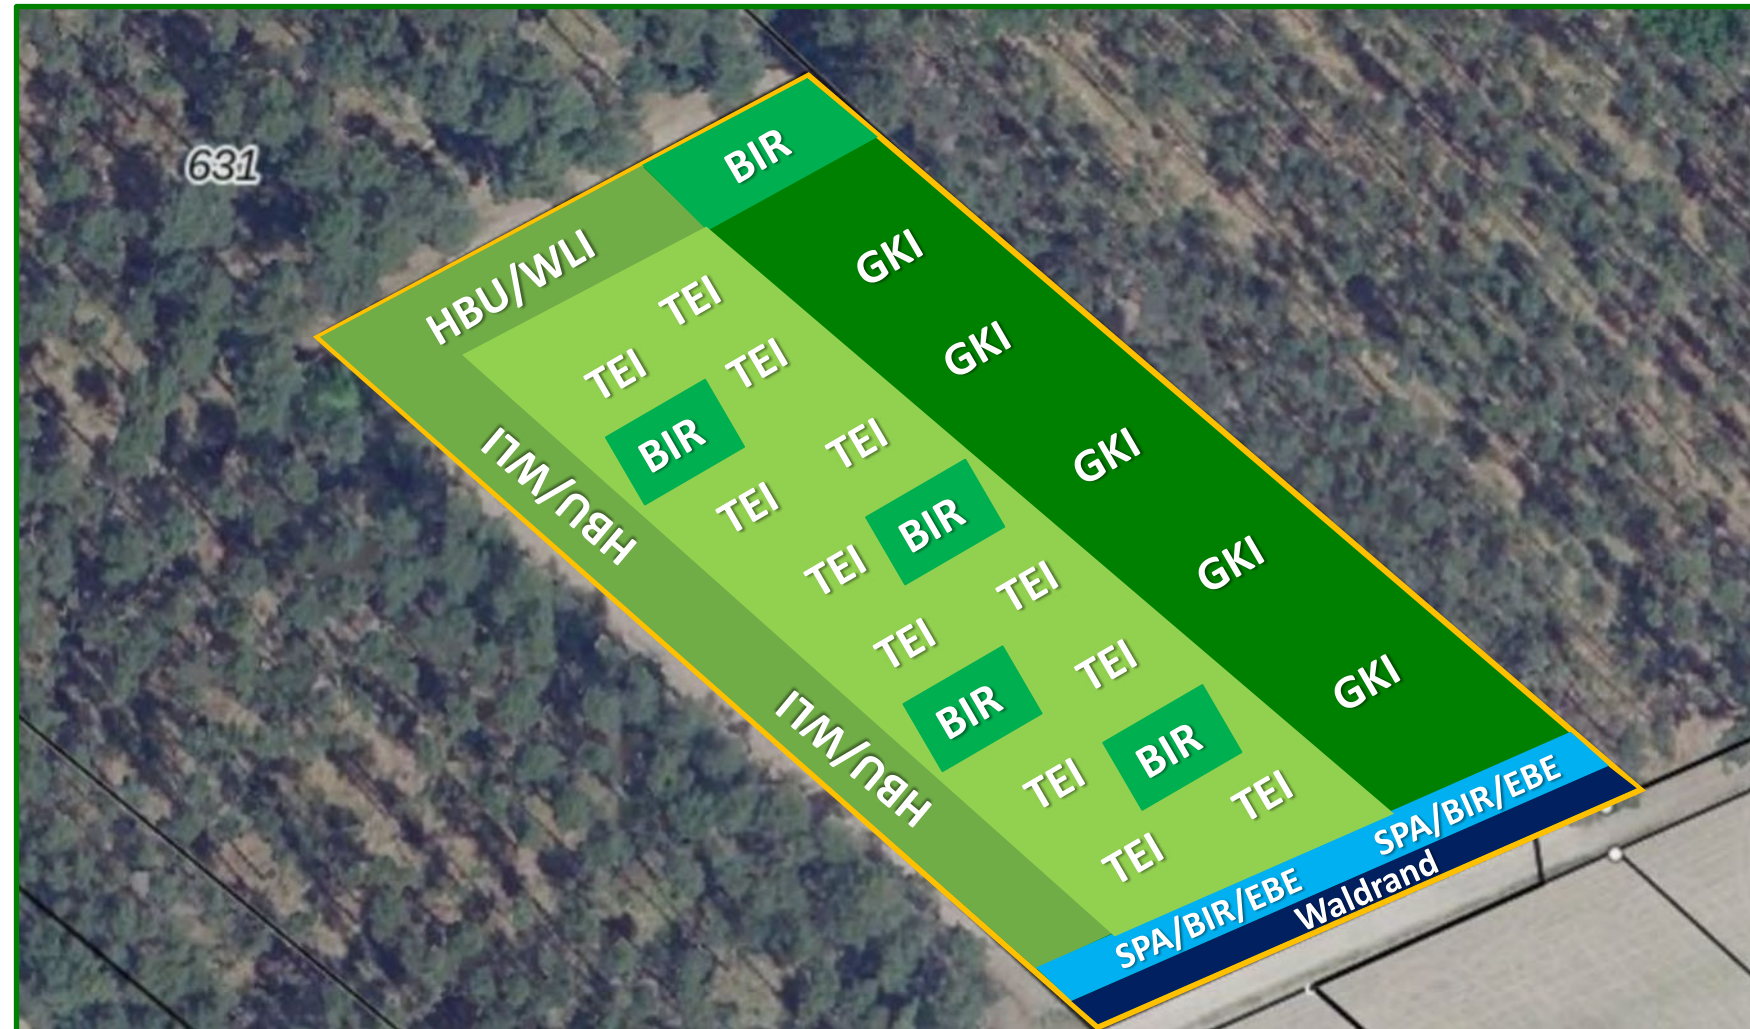 631
BIR
HBU/WLI
GKI
TEI
GKI
TEI
TEI
BIR
TEI
GKI
HBU/WLI
TEI
BIR
TEI
GKI
TEI
TEI
TEI
GKI
BIR
BIR
HBU/WLI
TEI
TEI
TEI
SPA/BIR/EBE
SPA/BIR/EBE
Waldrand